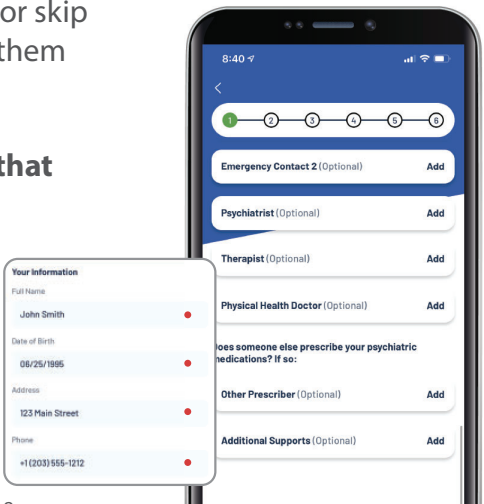 or skip
them
that
8:40
1 2 3 4 5 6
Emergency Contact 2 (Optional) Add
Psychiatrist (Optional) Add
Therapist (Optional) Add
Physical Health Doctor (Optional) Add
oes someone else prescribe your psychiatric
medications? If so:
Other Prescriber (Optional) Add
Additional Supports (Optional) Add
Your Information
Full Name
John Smith
Date of Birth
06/25/1995
Address
123 Main Street
Phone
+1 (203) 555-1212